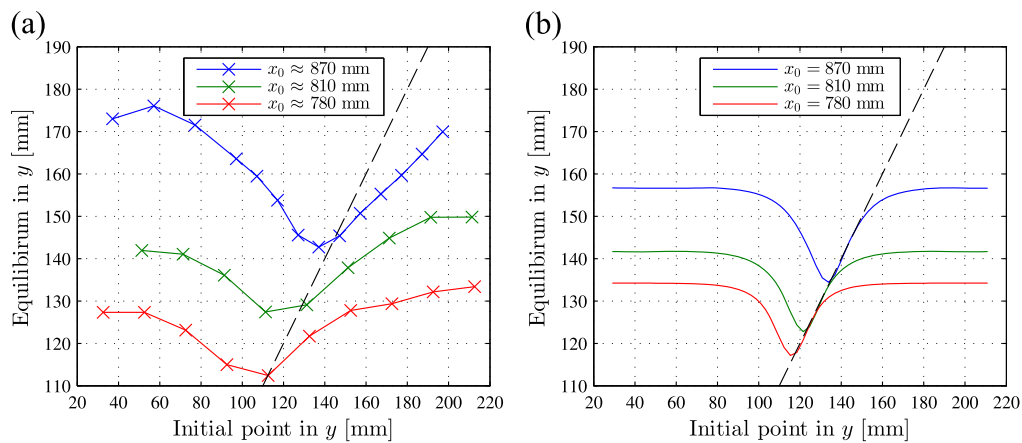 (a)
190
180
170
160
150
140
130
120
110
20 40 60 80 100 120 140 160 180 200 220
Equilibirum in y [mm]
Initial point in y [mm]
x₀ ≈ 870 mm
x₀ ≈ 810 mm
x₀ ≈ 780 mm
(b)
190
180
170
160
150
140
130
120
110
20 40 60 80 100 120 140 160 180 200 220
Equilibirum in y [mm]
Initial point in y [mm]
x₀ = 870 mm
x₀ = 810 mm
x₀ = 780 mm